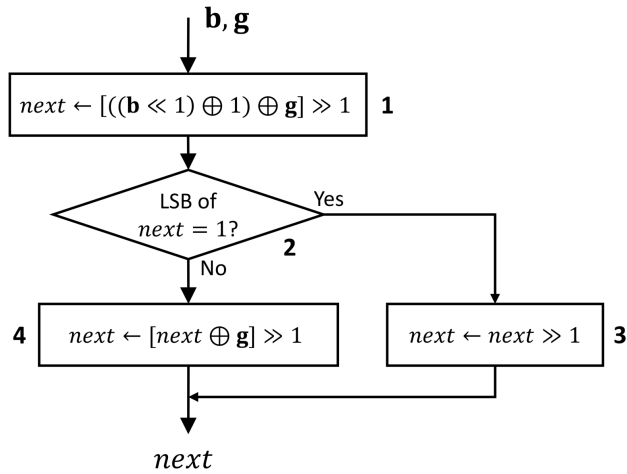 b, g
next ← [((b ≪ 1) ⊕ 1) ⊕ g] ≫ 1
1
LSB of
next = 1?
Yes
2
No
4
next ← [next ⊕ g] ≫ 1
next ← next ≫ 1
3
next